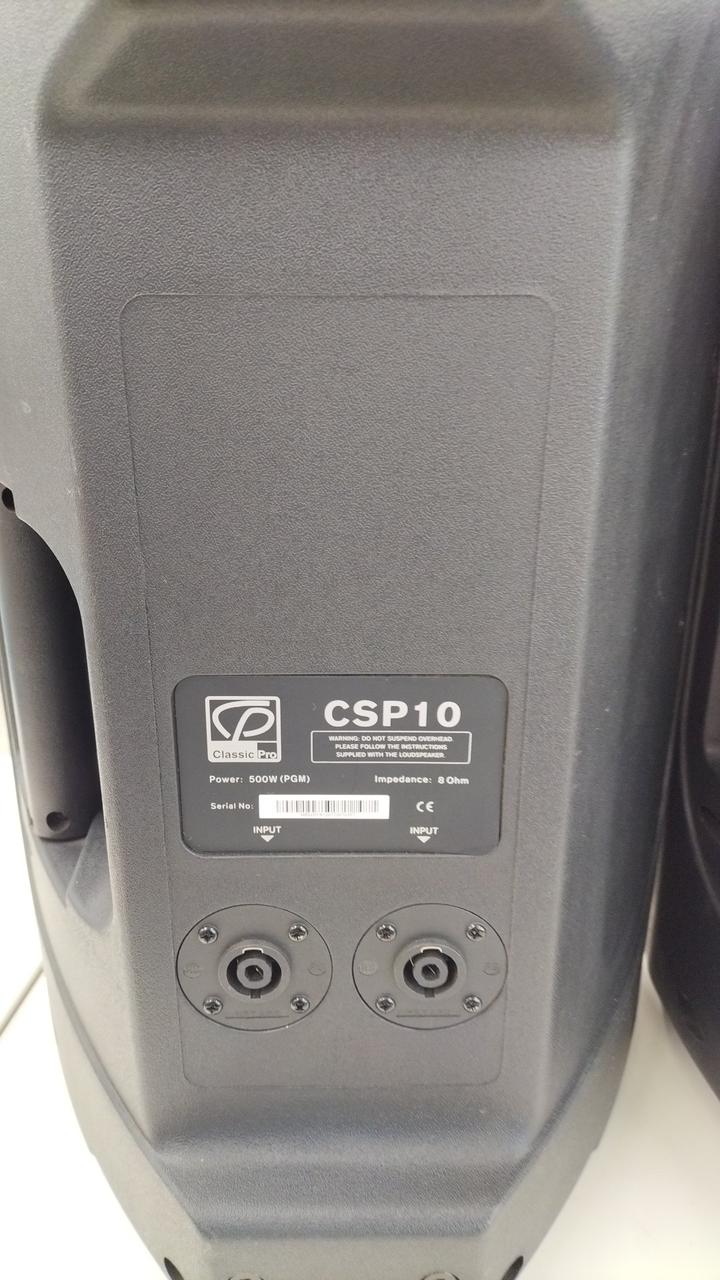 CSP10
Classic Pro
WARNING: DO NOT SUSPEND OVERHEAD.
PLEASE FOLLOW THE INSTRUCTIONS
SUPPLIED WITH THE LOUDSPEAKER.
Power: 500W (PGM)
Impedance: 8 Ohm
Serial No:
CE
INPUT
INPUT